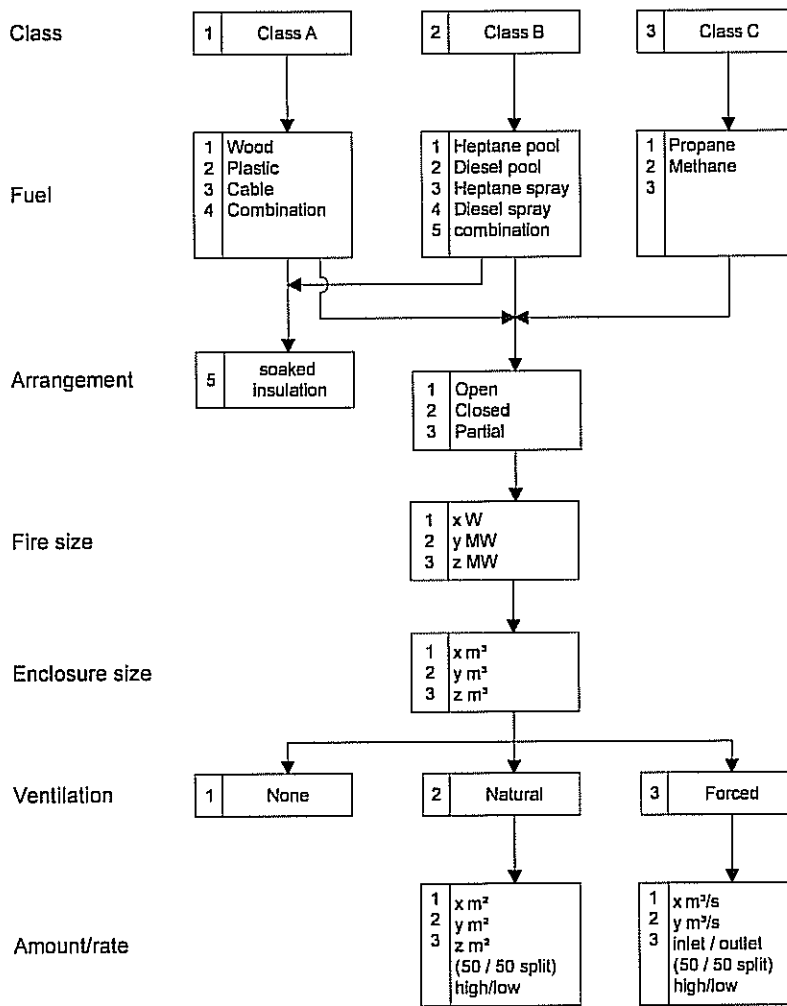 Class
1 Class A
2 Class B
3 Class C
Fuel
1 Wood
2 Plastic
3 Cable
4 Combination
1 Heptane pool
2 Diesel pool
3 Heptane spray
4 Diesel spray
5 combination
1 Propane
2 Methane
3
Arrangement
5 soaked
insulation
1 Open
2 Closed
3 Partial
Fire size
1 x W
2 y MW
3 z MW
Enclosure size
1 x m³
2 y m³
3 z m³
Ventilation
1 None
2 Natural
3 Forced
Amount/rate
1 x m²
2 y m²
3 z m²
(50 / 50 split)
high/low
1 x m³/s
2 y m³/s
3 inlet / outlet
(50 / 50 split)
high/low